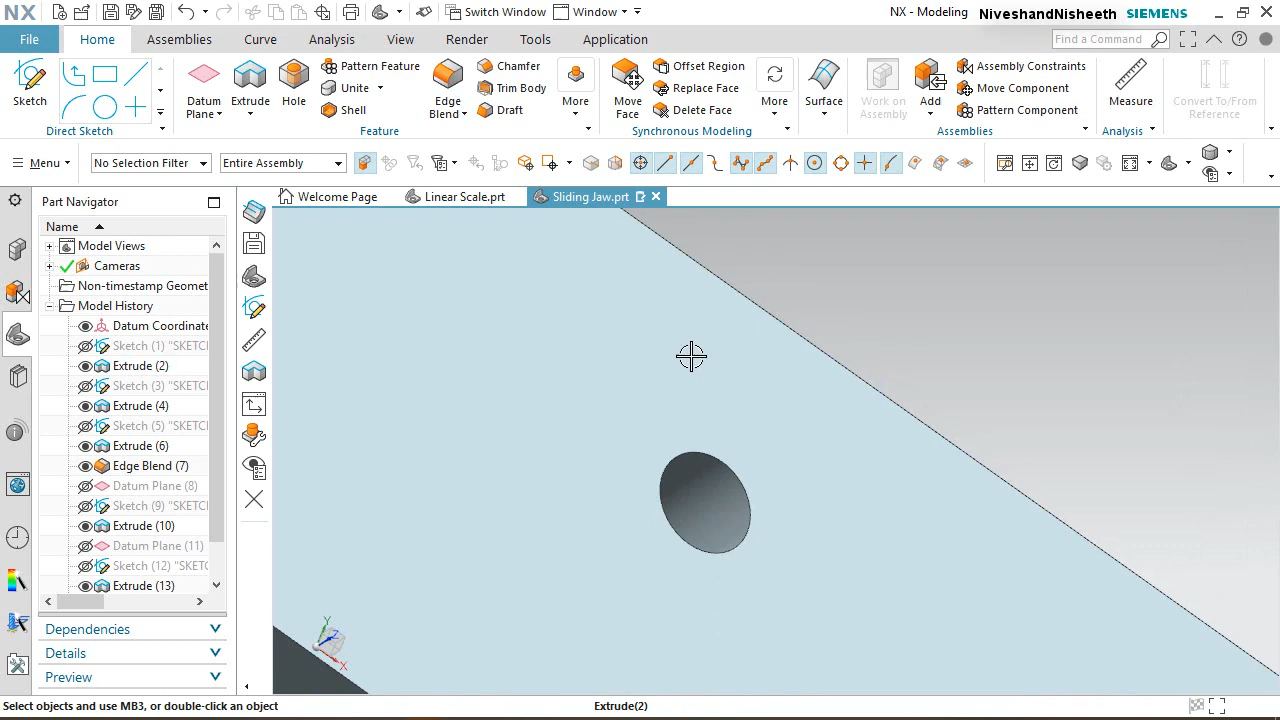 NX
Switch Window
Window
NX - Modeling
NiveshandNisheeth
SIEMENS
File
Home
Assemblies
Curve
Analysis
View
Render
Tools
Application
Find a Command
Sketch
Direct Sketch
Datum
Plane
Extrude
Hole
Pattern Feature
Unite
Shell
Edge
Blend
Chamfer
Trim Body
Draft
More
Feature
Move
Face
Offset Region
Replace Face
Delete Face
More
Synchronous Modeling
Surface
Work on
Assembly
Add
Assembly Constraints
Move Component
Pattern Component
Assemblies
Measure
Analysis
Convert To/From
Reference
Menu
No Selection Filter
Entire Assembly
Part Navigator
Welcome Page
Linear Scale.prt
Sliding Jaw.prt
Name
Model Views
Cameras
Non-timestamp Geomet
Model History
Datum Coordinate
Sketch (1) "SKETC
Extrude (2)
Sketch (3) "SKETC
Extrude (4)
Sketch (5) "SKETC
Extrude (6)
Edge Blend (7)
Datum Plane (8)
Sketch (9) "SKETC
Extrude (10)
Datum Plane (11)
Sketch (12) "SKET
Extrude (13)
Dependencies
Details
Preview
Y
Z
X
Select objects and use MB3, or double-click an object
Extrude(2)